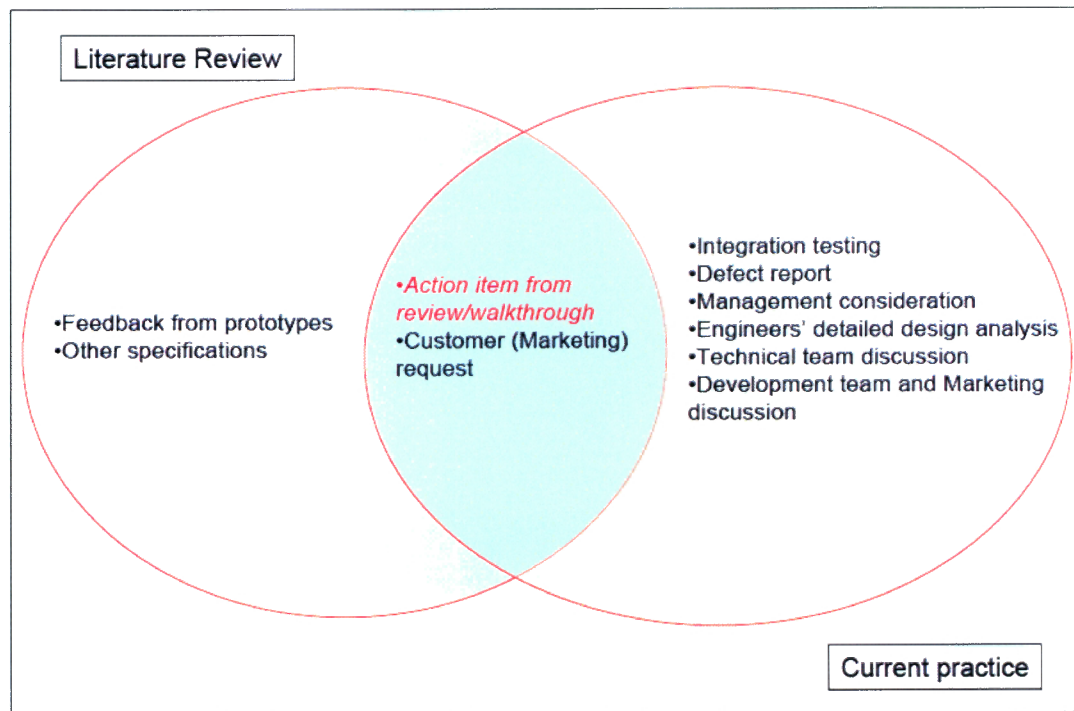 Literature Review
•Feedback from prototypes
•Other specifications
•Action item from
review/walkthrough
•Customer (Marketing)
request
•Integration testing
•Defect report
•Management consideration
•Engineers' detailed design analysis
•Technical team discussion
•Development team and Marketing
discussion
Current practice